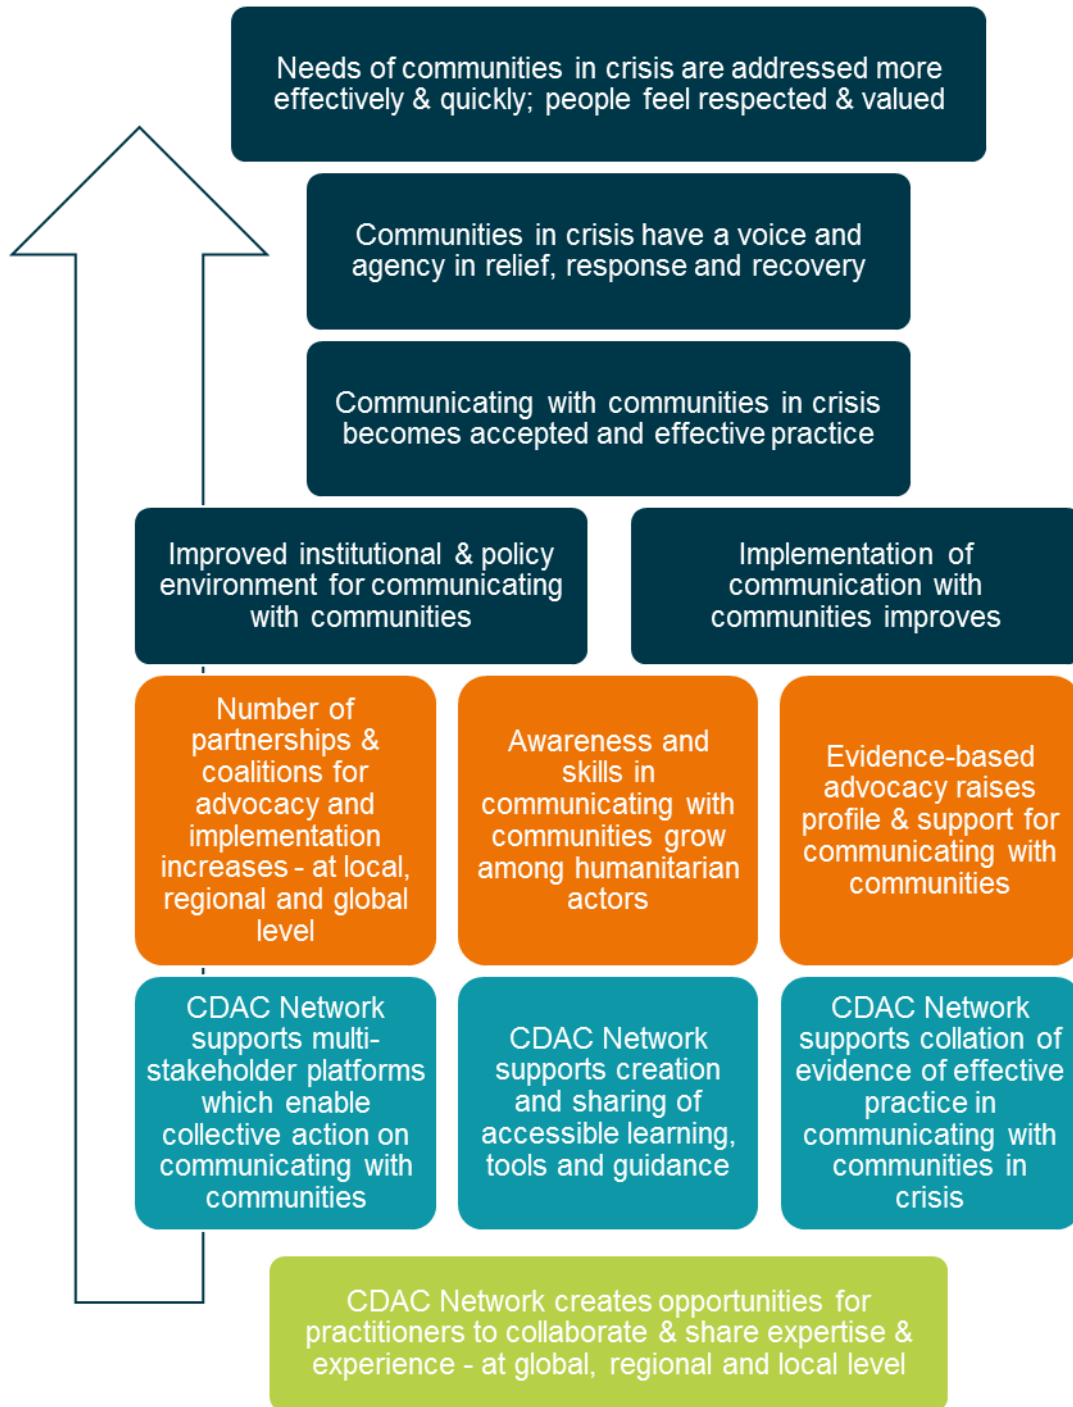 Needs of communities in crisis are addressed more
effectively & quickly; people feel respected & valued
Communities in crisis have a voice and
agency in relief, response and recovery
Communicating with communities in crisis
becomes accepted and effective practice
Improved institutional & policy
environment for communicating
with communities
Implementation of
communication with
communities improves
Number of
partnerships &
coalitions for
advocacy and
implementation
increases - at local,
regional and global
level
Awareness and
skills in
communicating with
communities grow
among humanitarian
actors
Evidence-based
advocacy raises
profile & support for
communicating with
communities
CDAC Network
supports multi-
stakeholder platforms
which enable
collective action on
communicating with
communities
CDAC Network
supports creation
and sharing of
accessible learning,
tools and guidance
CDAC Network
supports collation of
evidence of effective
practice in
communicating with
communities in
crisis
CDAC Network creates opportunities for
practitioners to collaborate & share expertise &
experience - at global, regional and local level